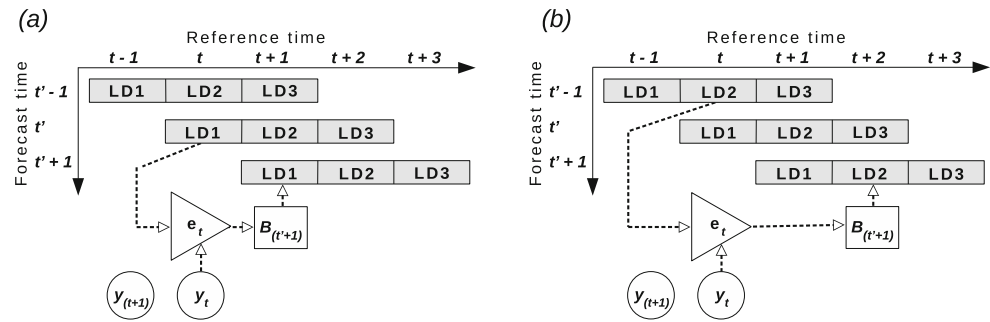 (a)
Reference time
t - 1 t t + 1 t + 2 t + 3
Forecast time
t' - 1 LD1 LD2 LD3
t' LD1 LD2 LD3
t' + 1 LD1 LD2 LD3
e_t B_(t'+1)
y_(t+1) y_t
(b)
Reference time
t - 1 t t + 1 t + 2 t + 3
Forecast time
t' - 1 LD1 LD2 LD3
t' LD1 LD2 LD3
t' + 1 LD1 LD2 LD3
e_t B_(t'+1)
y_(t+1) y_t